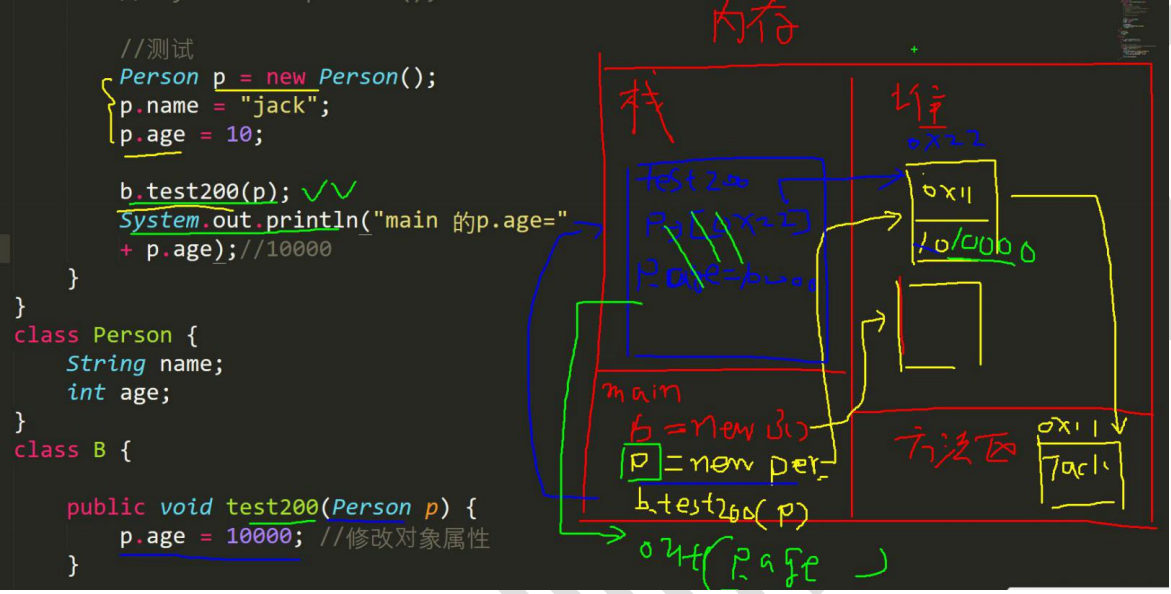 //测试
Person p = new Person();
p.name = "jack";
p.age = 10;
b.test200(p);
System.out.println("main 的p.age="
+ p.age);//10000
}
}
class Person {
String name;
int age;
}
class B {
public void test200(Person p) {
p.age = 10000; //修改对象属性
}
内存
栈
test200
main
b = new B()
p = new per
b.test200(p)
out(p.age )
堆
0x22
0x11
10 10000
方法区
0x11
Jack